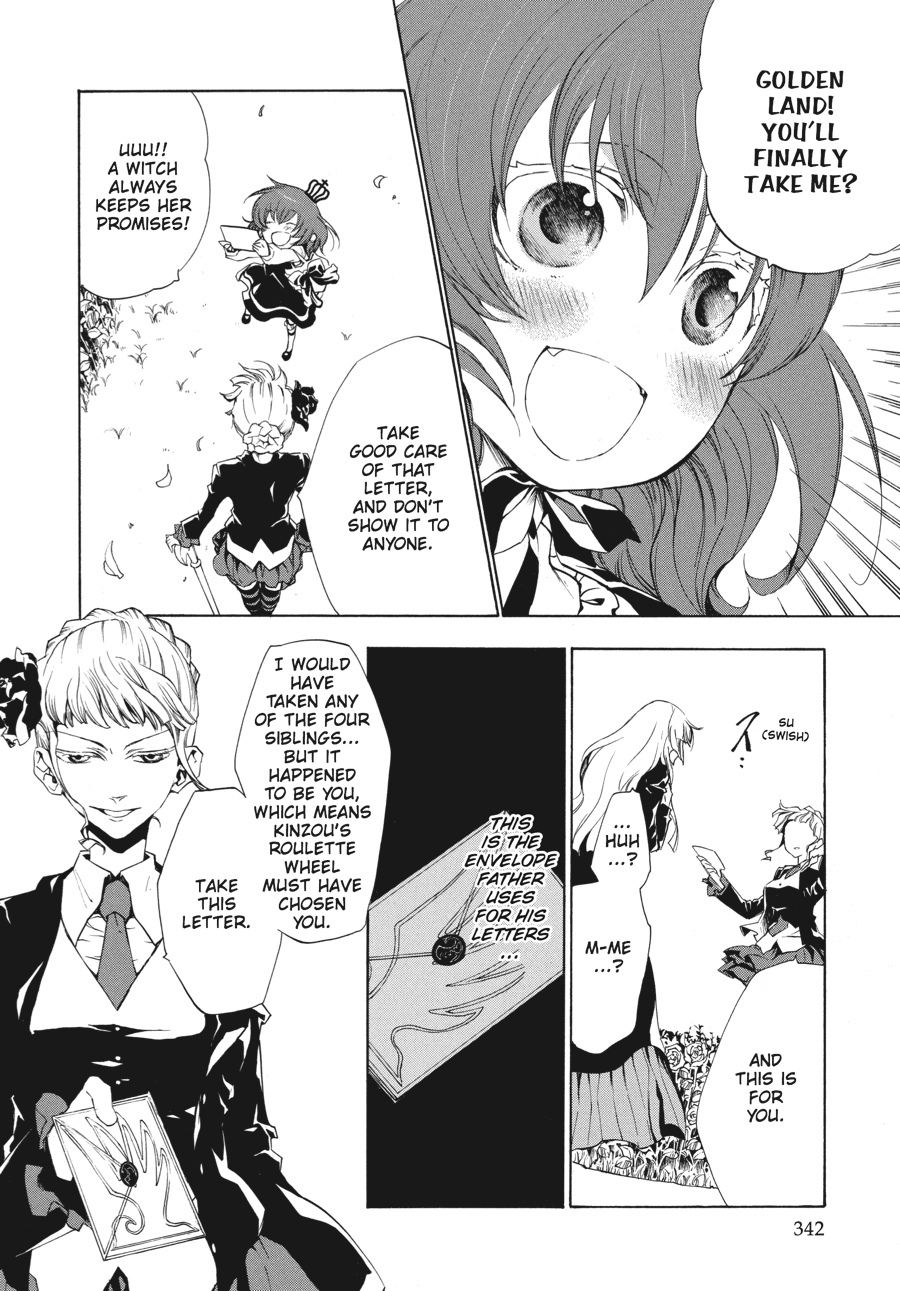 GOLDEN
LAND!
YOU'LL
FINALLY
TAKE ME?
UUU!!
A WITCH
ALWAYS
KEEPS HER
PROMISES!
TAKE
GOOD CARE
OF THAT
LETTER,
AND DON'T
SHOW IT TO
ANYONE.
ス…
SU
(SWISH)
AND
THIS IS
FOR
YOU.
...
HUH
...?
M-ME
...?
THIS
IS THE
ENVELOPE
FATHER
USES
FOR HIS
LETTERS
...
I WOULD
HAVE
TAKEN ANY
OF THE FOUR
SIBLINGS...
BUT IT
HAPPENED
TO BE YOU,
WHICH MEANS
KINZOU'S
ROULETTE
WHEEL
MUST HAVE
CHOSEN
YOU.
TAKE
THIS
LETTER.
342